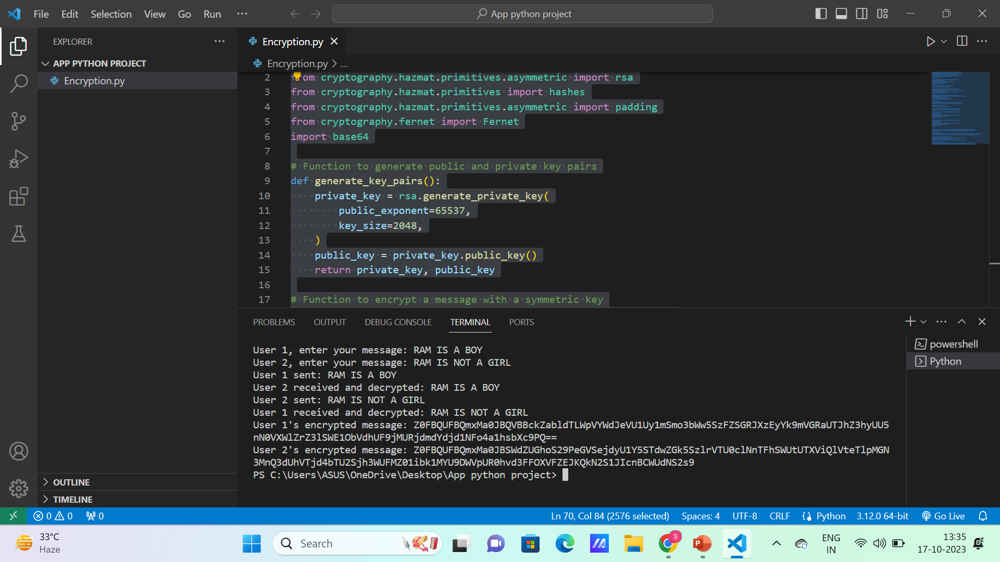 File Edit Selection View Go Run ···
App python project
EXPLORER
APP PYTHON PROJECT
Encryption.py
OUTLINE
TIMELINE
Encryption.py
Encryption.py > ...
2 from cryptography.hazmat.primitives.asymmetric import rsa
3 from cryptography.hazmat.primitives import hashes
4 from cryptography.hazmat.primitives.asymmetric import padding
5 from cryptography.fernet import Fernet
6 import base64
7
8 # Function to generate public and private key pairs
9 def generate_key_pairs():
10 private_key = rsa.generate_private_key(
11 public_exponent=65537,
12 key_size=2048,
13 )
14 public_key = private_key.public_key()
15 return private_key, public_key
16
17 # Function to encrypt a message with a symmetric key
PROBLEMS OUTPUT DEBUG CONSOLE TERMINAL PORTS
User 1, enter your message: RAM IS A BOY
User 2, enter your message: RAM IS NOT A GIRL
User 1 sent: RAM IS A BOY
User 2 received and decrypted: RAM IS A BOY
User 2 sent: RAM IS NOT A GIRL
User 1 received and decrypted: RAM IS NOT A GIRL
User 1's encrypted message: Z0FBQUFBQmxMa0JBQVBBckZabldTLWpVYWdJeVU1Uy1mSmo3bWw5SzFZSGRJXzEyYk9mVGRaUTJhZ3hyUU5
nN0VXWlZrZ3lSWE1ObVdhUF9jMURjdmdYdjd1NFo4a1hsbXc9PQ==
User 2's encrypted message: Z0FBQUFBQmxMa0JBSWdZUGhoS29PeGVSejdyU1Y5STdwZGk5SzlrVTU0clNnTFhSWUtUTXViQlVteTlpMGN
3MnQ3dUhVTjd4bTU2Sjh3WUFMZ01ibk1MYU9DWVpUR0hvd3FFOXVFZEJKQkN2S1JIcnBCWUdNS2s9
PS C:\Users\ASUS\OneDrive\Desktop\App python project>
powershell
Python
0 0 0
Ln 70, Col 84 (2576 selected) Spaces: 4 UTF-8 CRLF Python 3.12.0 64-bit Go Live
33°C
Haze
Search
S
P
ENG
IN
13:35
17-10-2023